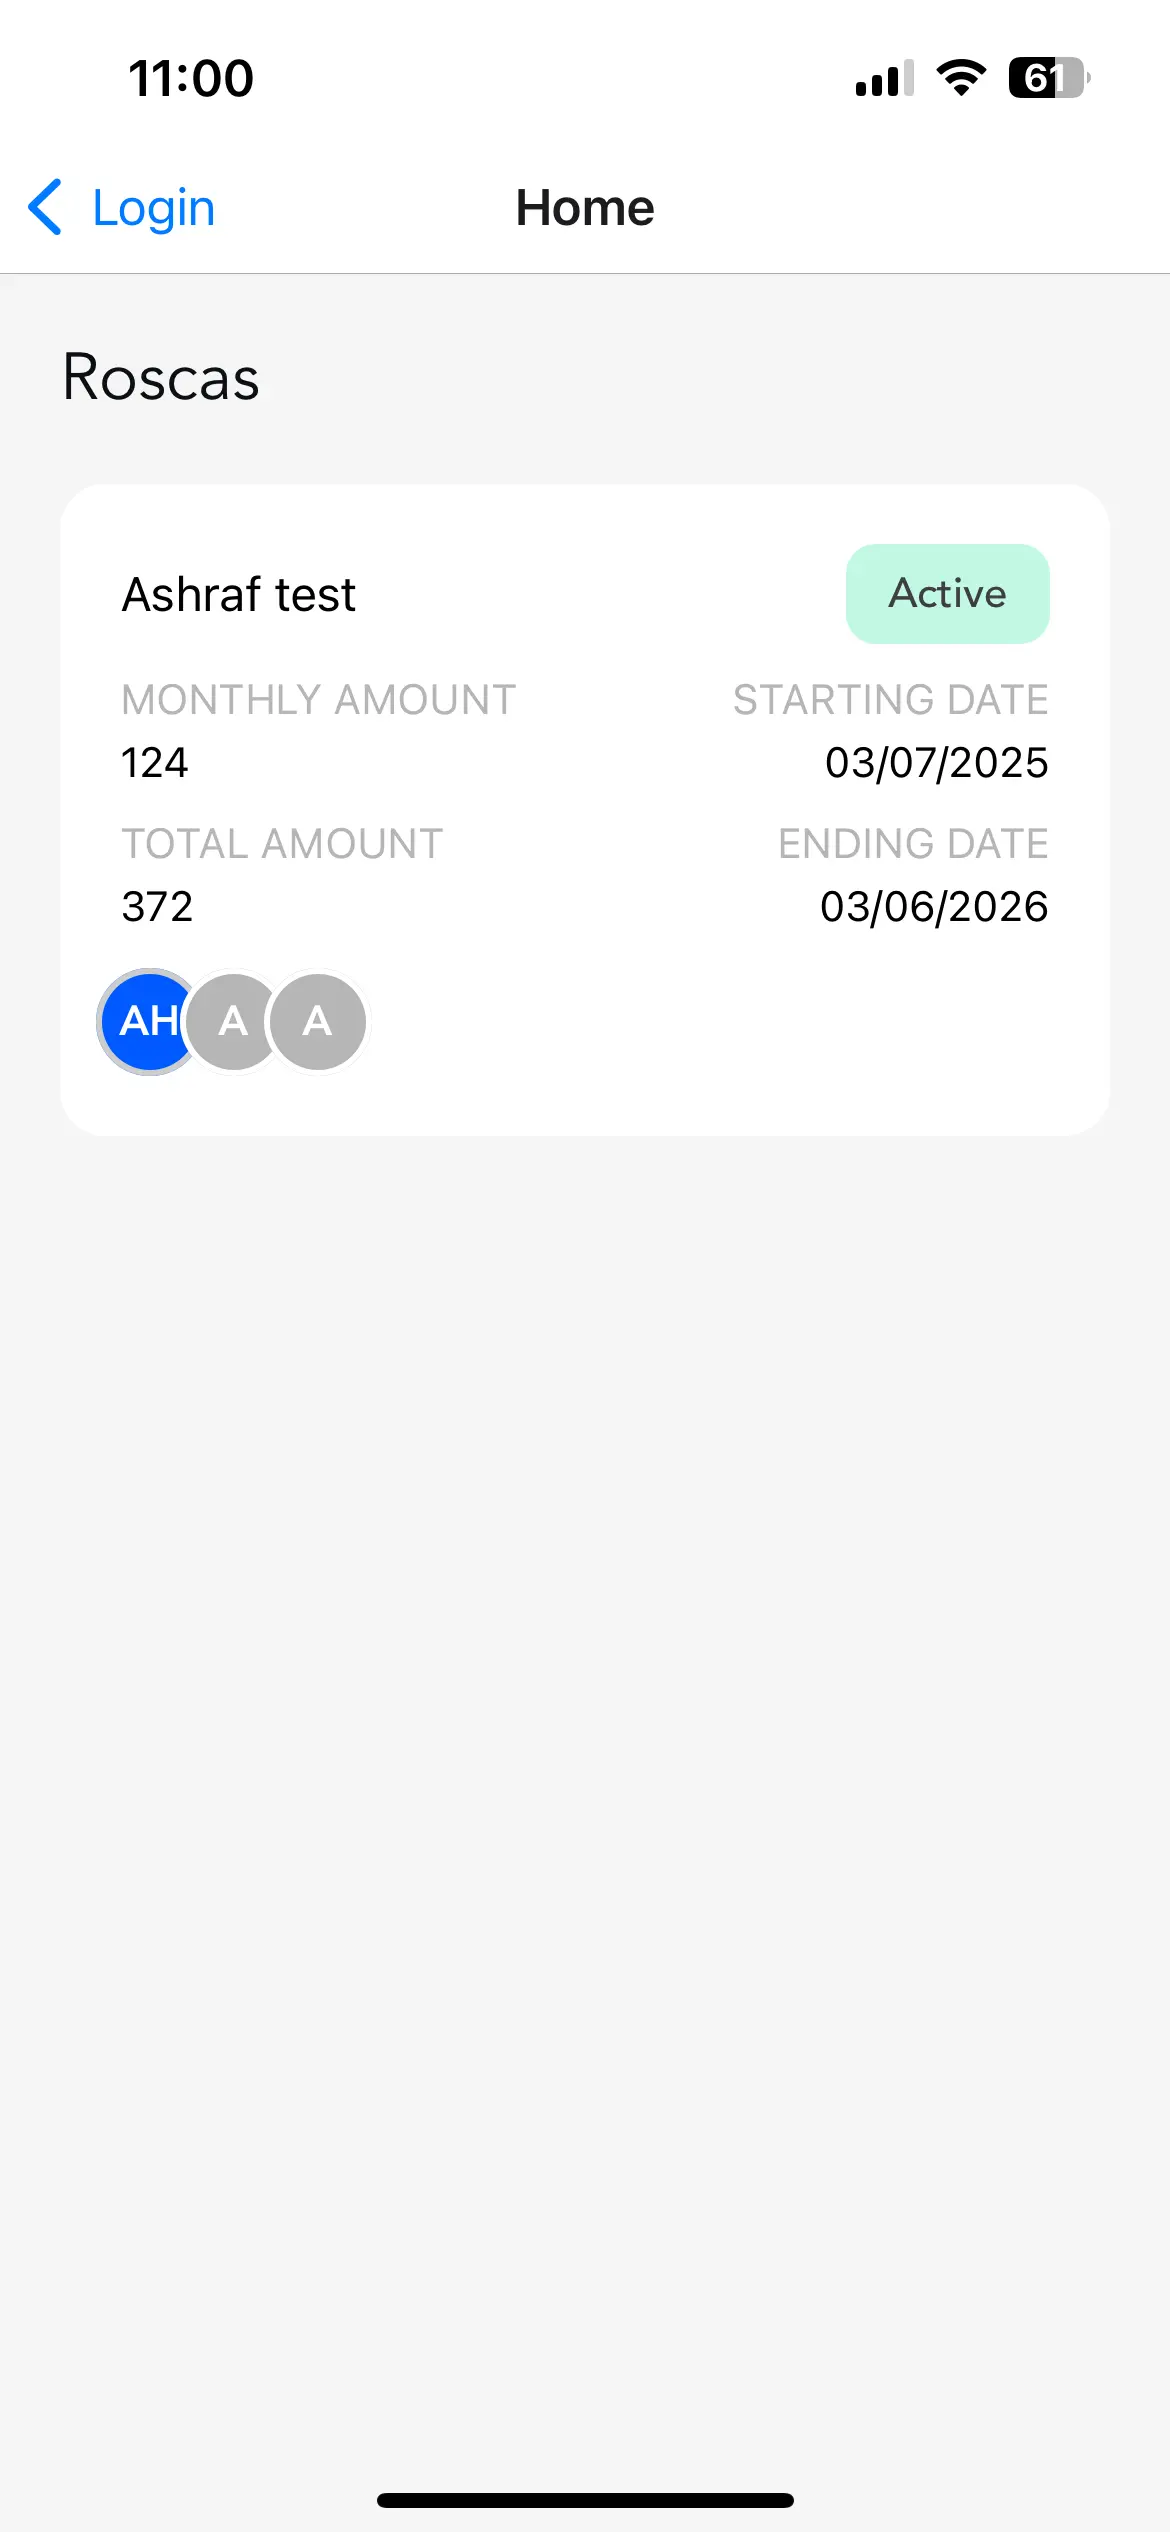 11:00
61
Login
Home
Roscas
Ashraf test
Active
MONTHLY AMOUNT
STARTING DATE
124
03/07/2025
TOTAL AMOUNT
ENDING DATE
372
03/06/2026
AH A A